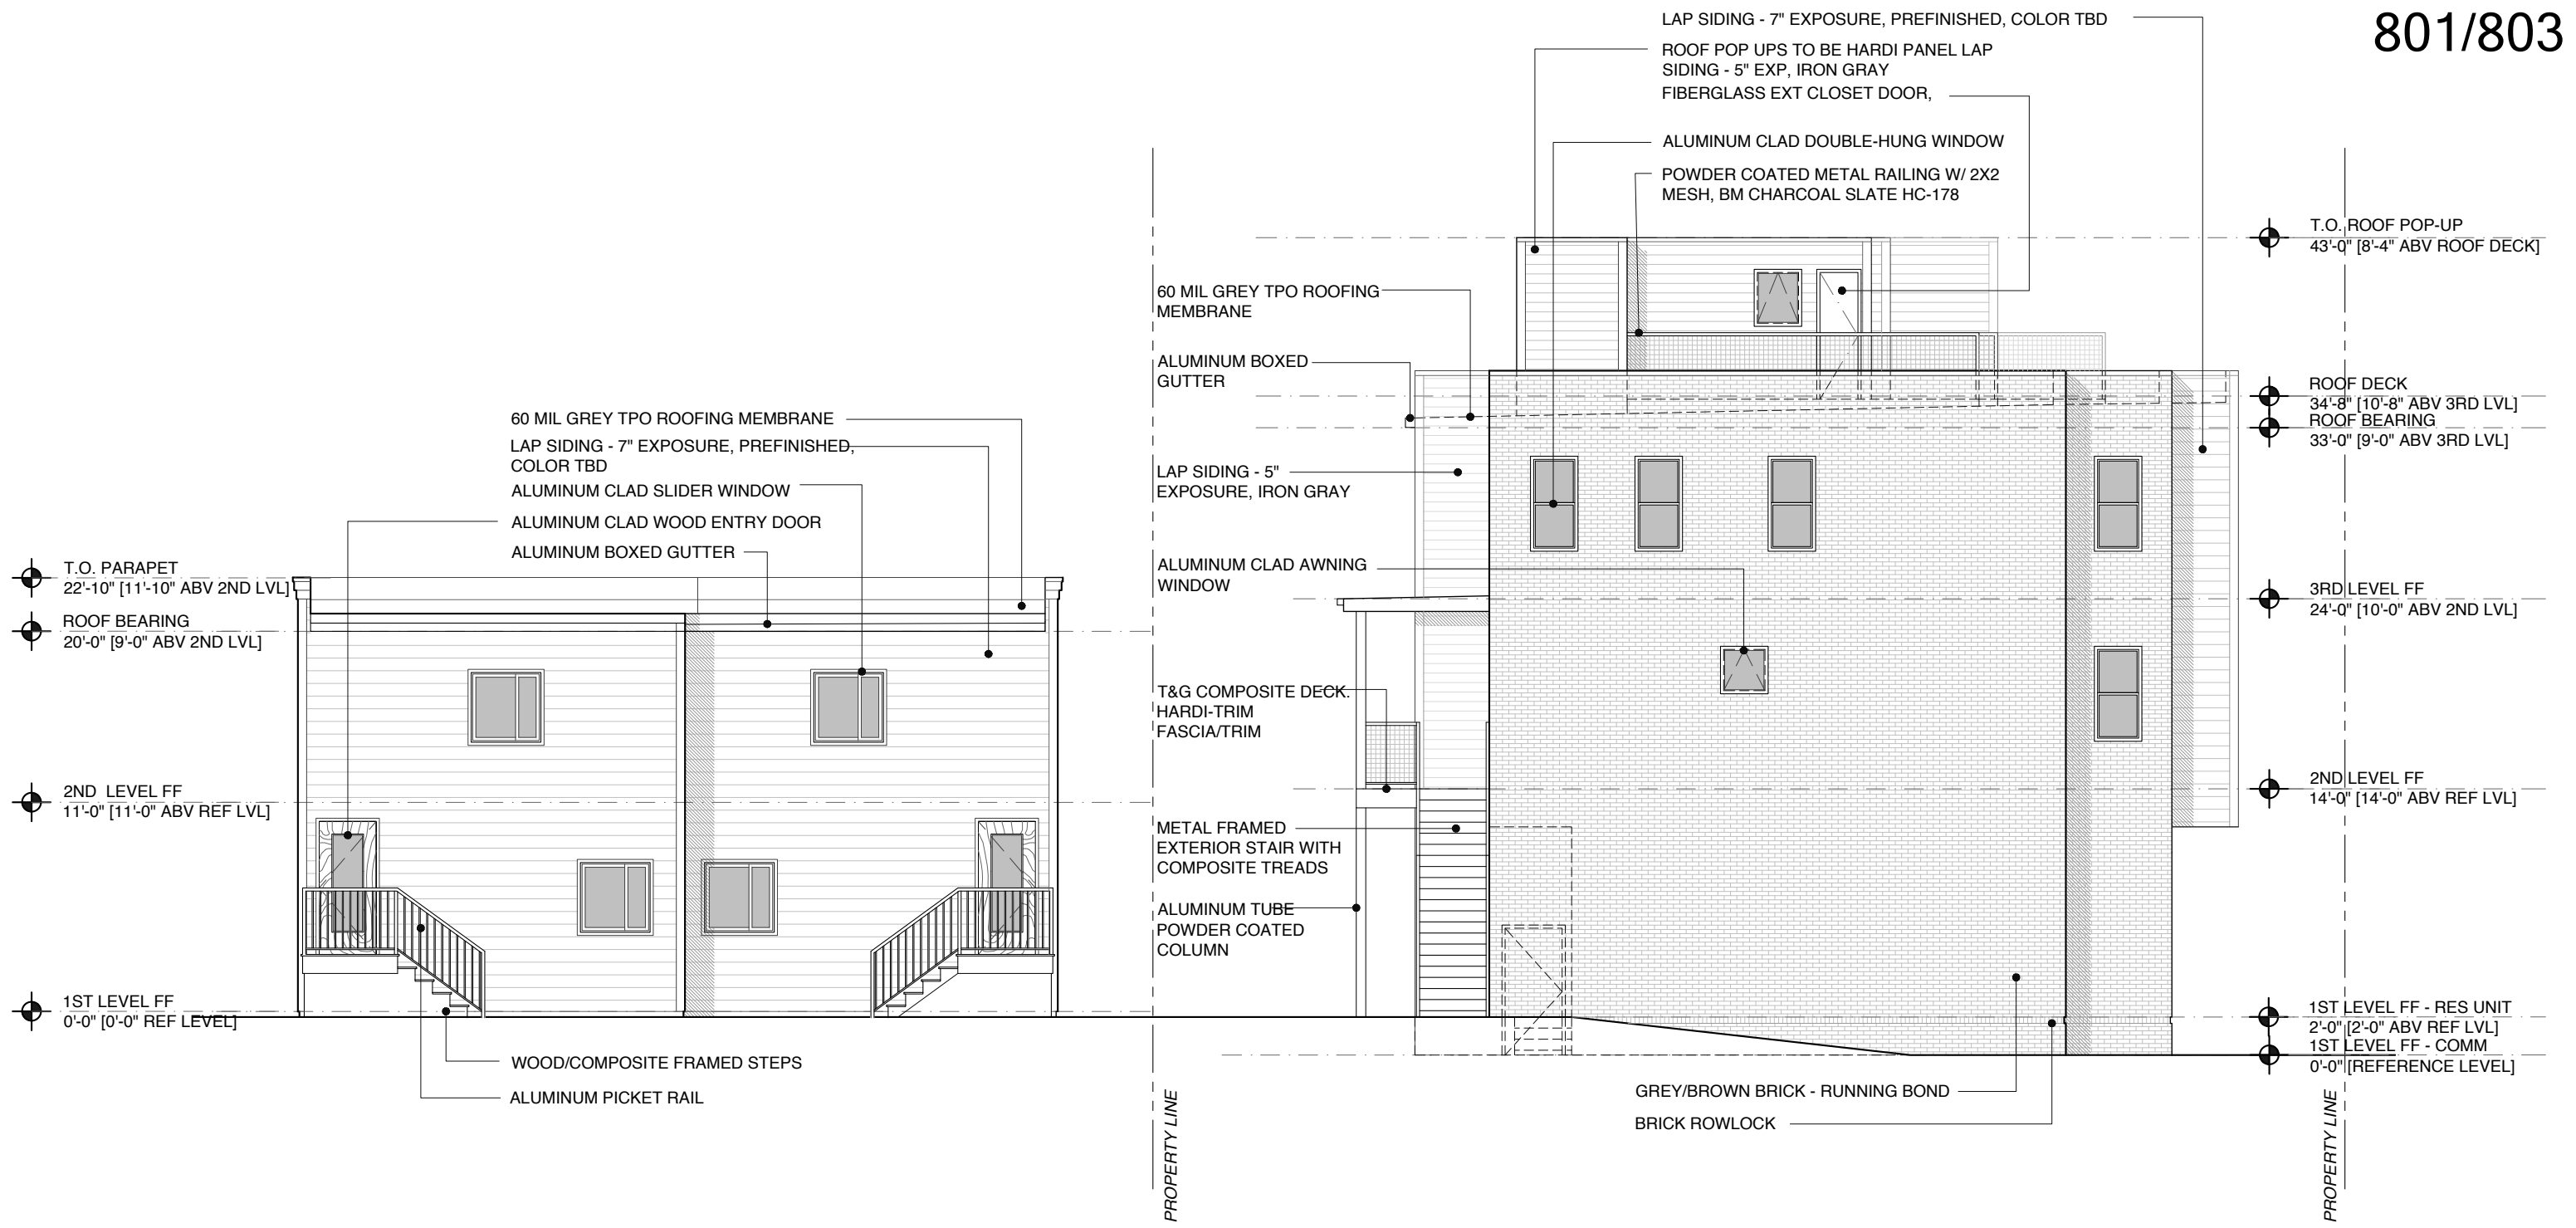 801/803
LAP SIDING - 7" EXPOSURE, PREFINISHED, COLOR TBD
ROOF POP UPS TO BE HARDI PANEL LAP
SIDING - 5" EXP, IRON GRAY
FIBERGLASS EXT CLOSET DOOR,
ALUMINUM CLAD DOUBLE-HUNG WINDOW
POWDER COATED METAL RAILING W/ 2X2
MESH, BM CHARCOAL SLATE HC-178
60 MIL GREY TPO ROOFING MEMBRANE
LAP SIDING - 7" EXPOSURE, PREFINISHED,
COLOR TBD
ALUMINUM CLAD SLIDER WINDOW
ALUMINUM CLAD WOOD ENTRY DOOR
ALUMINUM BOXED GUTTER
T.O. PARAPET
22'-10" [11'-10" ABV 2ND LVL]
ROOF BEARING
20'-0" [9'-0" ABV 2ND LVL]
2ND LEVEL FF
11'-0" [11'-0" ABV REF LVL]
1ST LEVEL FF
0'-0" [0'-0" REF LEVEL]
WOOD/COMPOSITE FRAMED STEPS
ALUMINUM PICKET RAIL
60 MIL GREY TPO ROOFING
MEMBRANE
ALUMINUM BOXED
GUTTER
LAP SIDING - 5"
EXPOSURE, IRON GRAY
ALUMINUM CLAD AWNING
WINDOW
T&G COMPOSITE DECK.
HARDI-TRIM
FASCIA/TRIM
METAL FRAMED
EXTERIOR STAIR WITH
COMPOSITE TREADS
ALUMINUM TUBE
POWDER COATED
COLUMN
T.O. ROOF POP-UP
43'-0" [8'-4" ABV ROOF DECK]
ROOF DECK
34'-8" [10'-8" ABV 3RD LVL]
ROOF BEARING
33'-0" [9'-0" ABV 3RD LVL]
3RD LEVEL FF
24'-0" [10'-0" ABV 2ND LVL]
2ND LEVEL FF
14'-0" [14'-0" ABV REF LVL]
1ST LEVEL FF - RES UNIT
2'-0" [2'-0" ABV REF LVL]
1ST LEVEL FF - COMM
0'-0" [REFERENCE LEVEL]
GREY/BROWN BRICK - RUNNING BOND
BRICK ROWLOCK
PROPERTY LINE
PROPERTY LINE